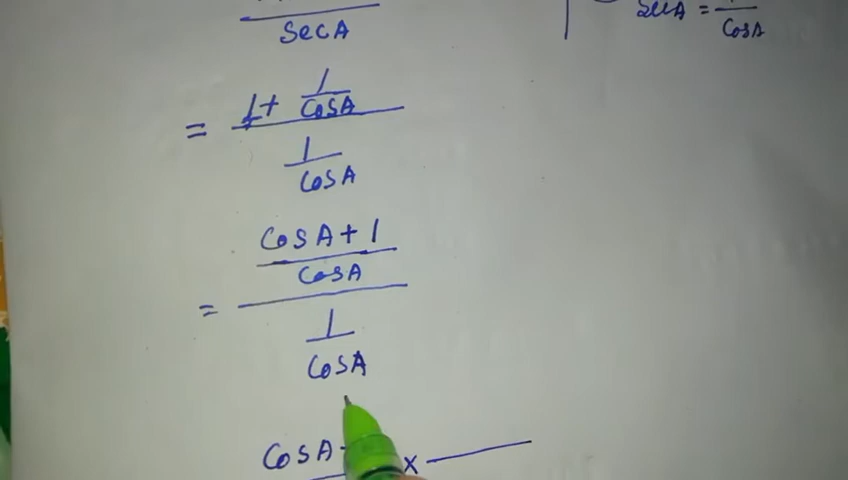 SecA
SecA = 1/CosA
= 1 + 1/CosA
1/CosA
CosA + 1
CosA
=
1
CosA
CosA
×